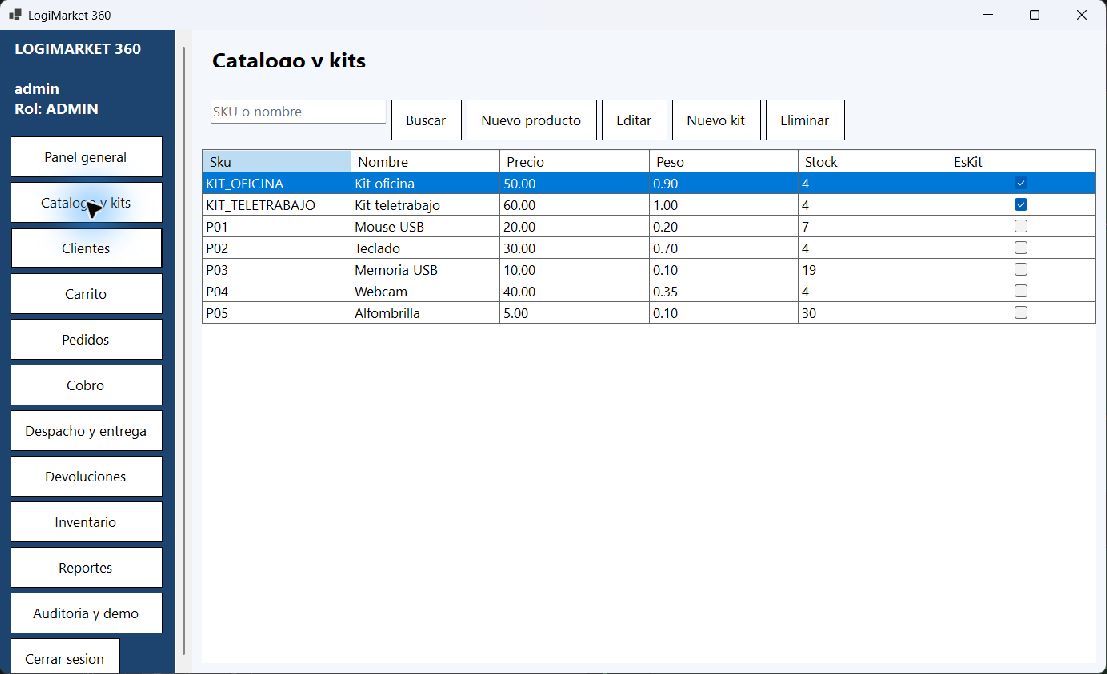 LogiMarket 360
LOGIMARKET 360
admin
Rol: ADMIN
Panel general
Catalogo y kits
Clientes
Carrito
Pedidos
Cobro
Despacho y entrega
Devoluciones
Inventario
Reportes
Auditoria y demo
Cerrar sesion
Catalogo y kits
SKU o nombre Buscar Nuevo producto Editar Nuevo kit Eliminar
Sku Nombre Precio Peso Stock EsKit
KIT_OFICINA Kit oficina 50.00 0.90 4
KIT_TELETRABAJO Kit teletrabajo 60.00 1.00 4
P01 Mouse USB 20.00 0.20 7
P02 Teclado 30.00 0.70 4
P03 Memoria USB 10.00 0.10 19
P04 Webcam 40.00 0.35 4
P05 Alfombrilla 5.00 0.10 30